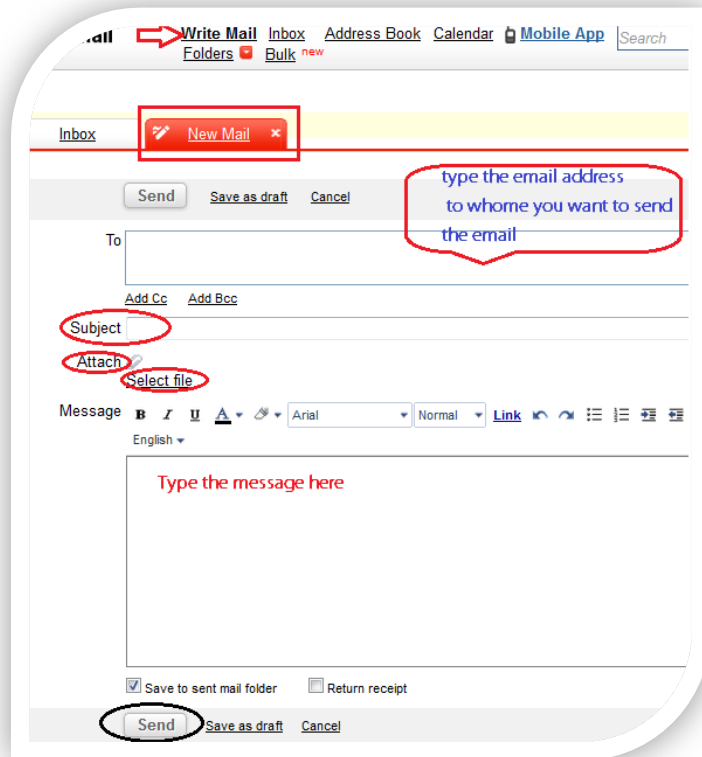 Write Mail Inbox Address Book Calendar Mobile App Search
Folders Bulk new
Inbox New Mail x
type the email address
to whome you want to send
the email
Send Save as draft Cancel
To
Add Cc Add Bcc
Subject
Attach
Select file
Message B I U A Arial Normal Link
English
Type the message here
Save to sent mail folder Return receipt
Send Save as draft Cancel